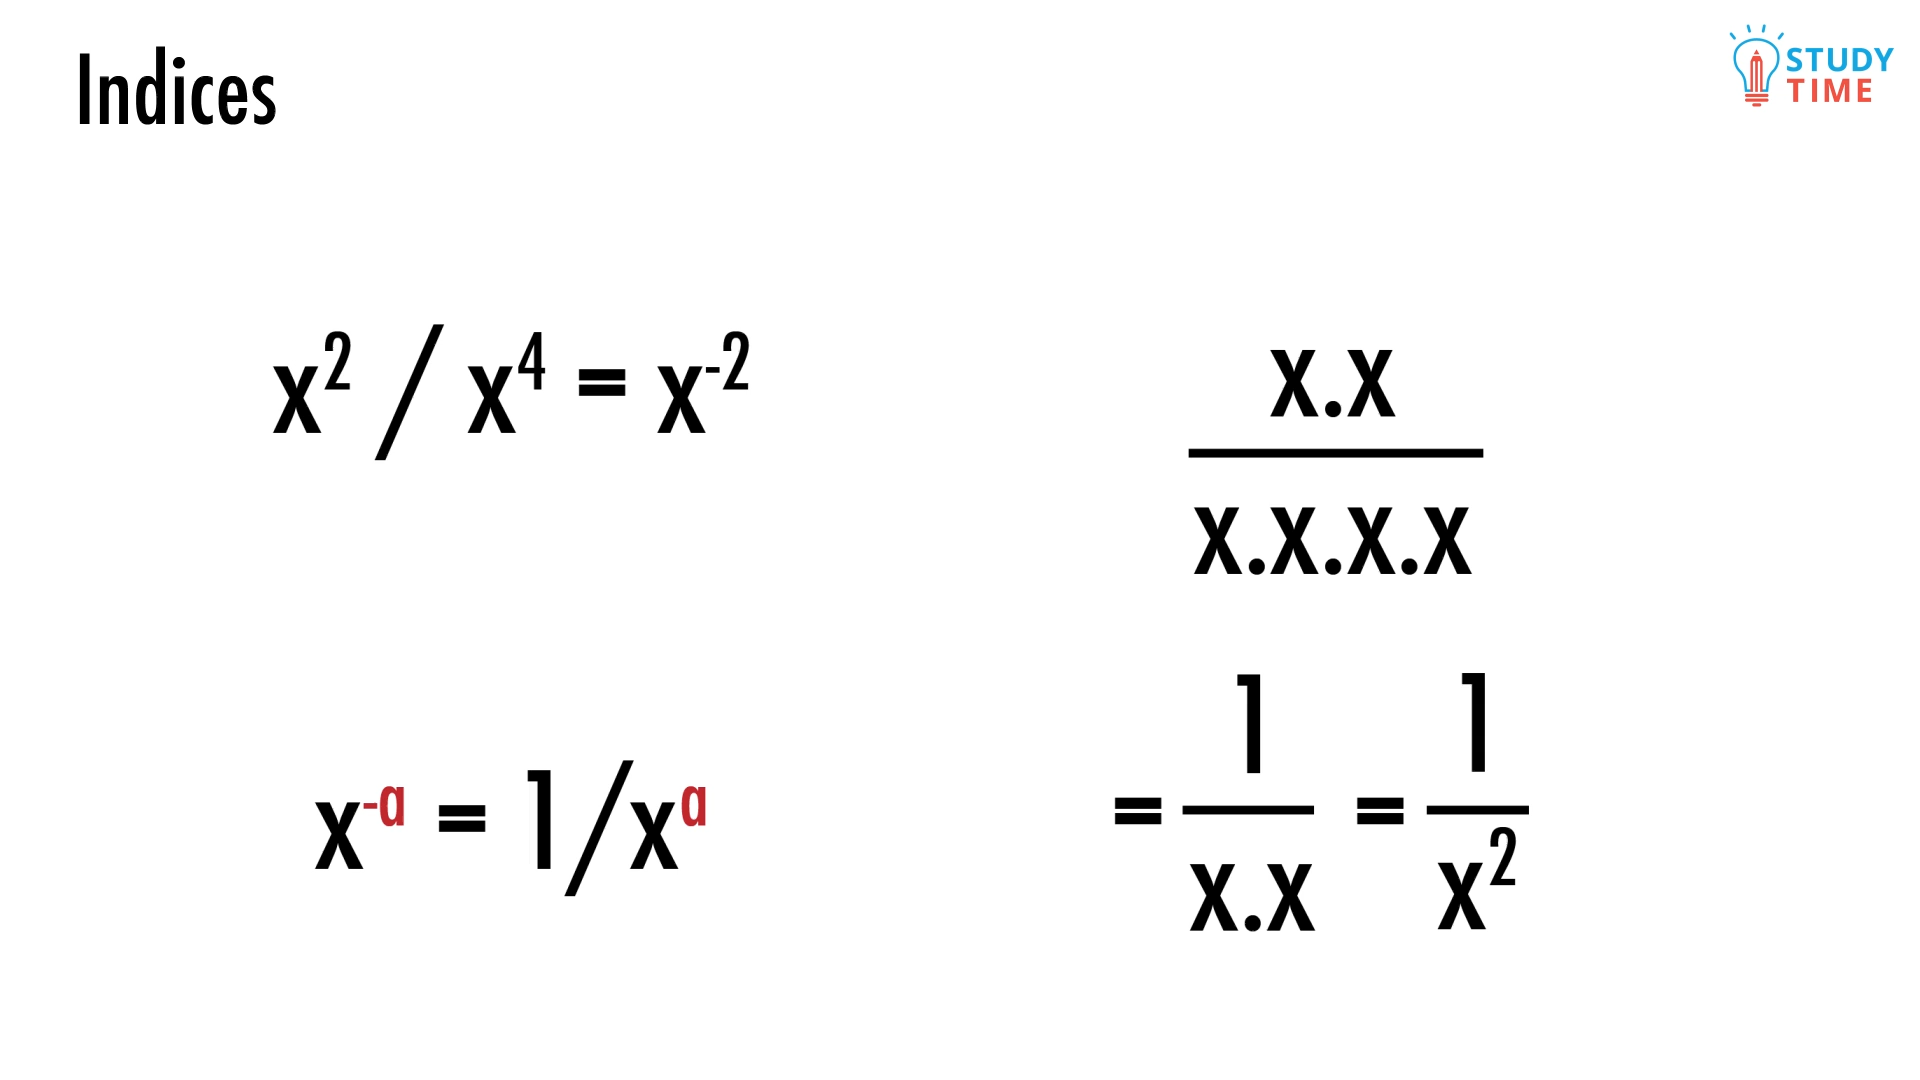 Indices
STUDY
TIME
x² / x⁴ = x⁻²
x.x
x.x.x.x
x⁻ᵃ = 1/xᵃ
1 1
= =
x.x x²